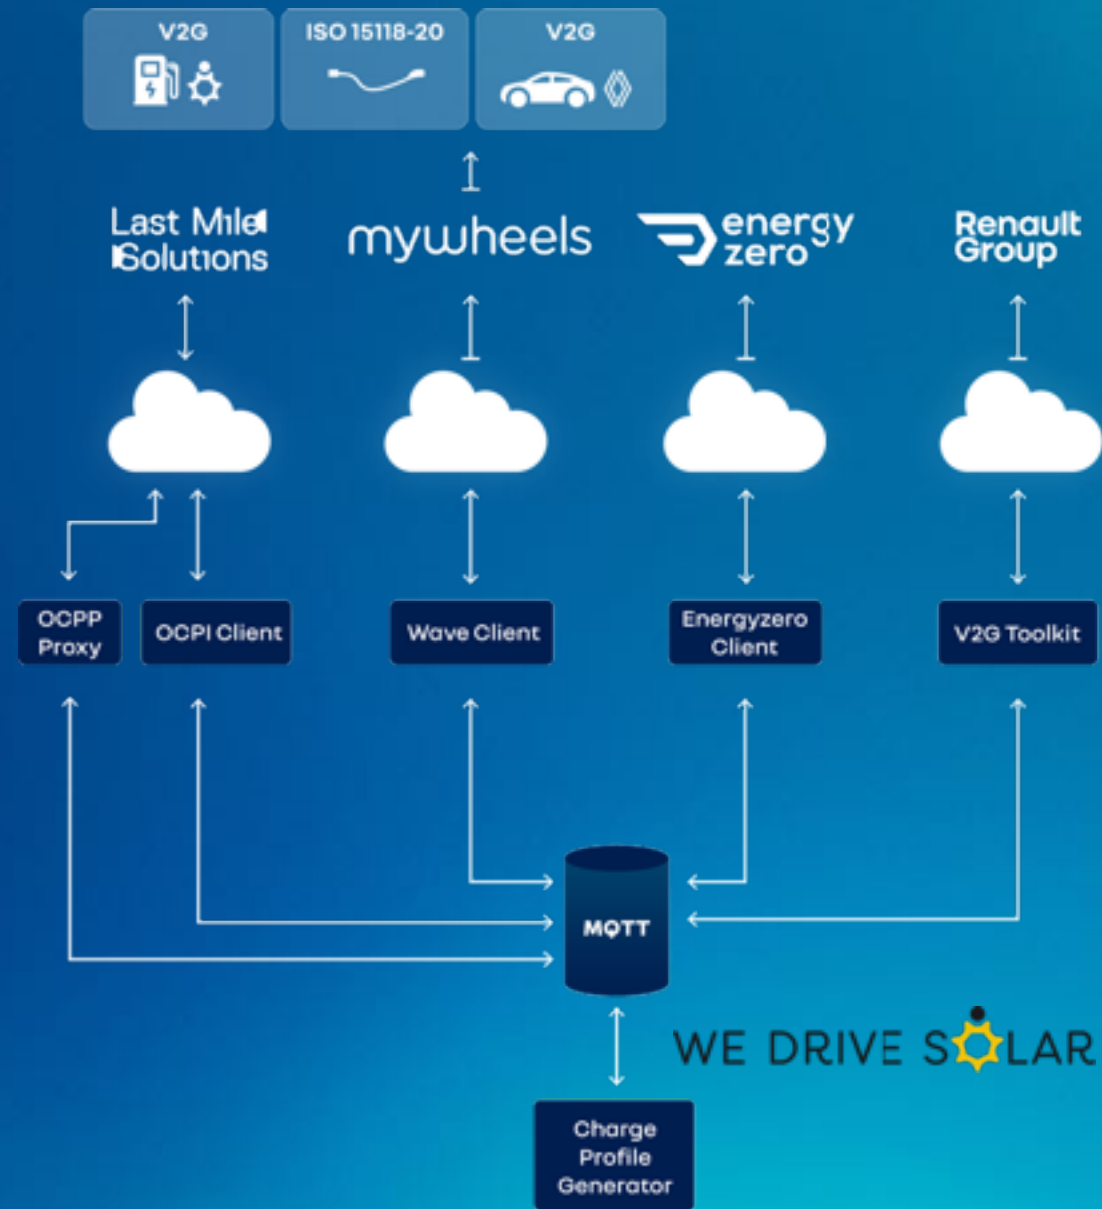 V2G
ISO 15118-20
V2G
Last Mile
Solutions
mywheels
energy
zero
Renault
Group
OCPP
Proxy
OCPI Client
Wave Client
Energyzero
Client
V2G Toolkit
MQTT
WE DRIVE SOLAR
Charge
Profile
Generator